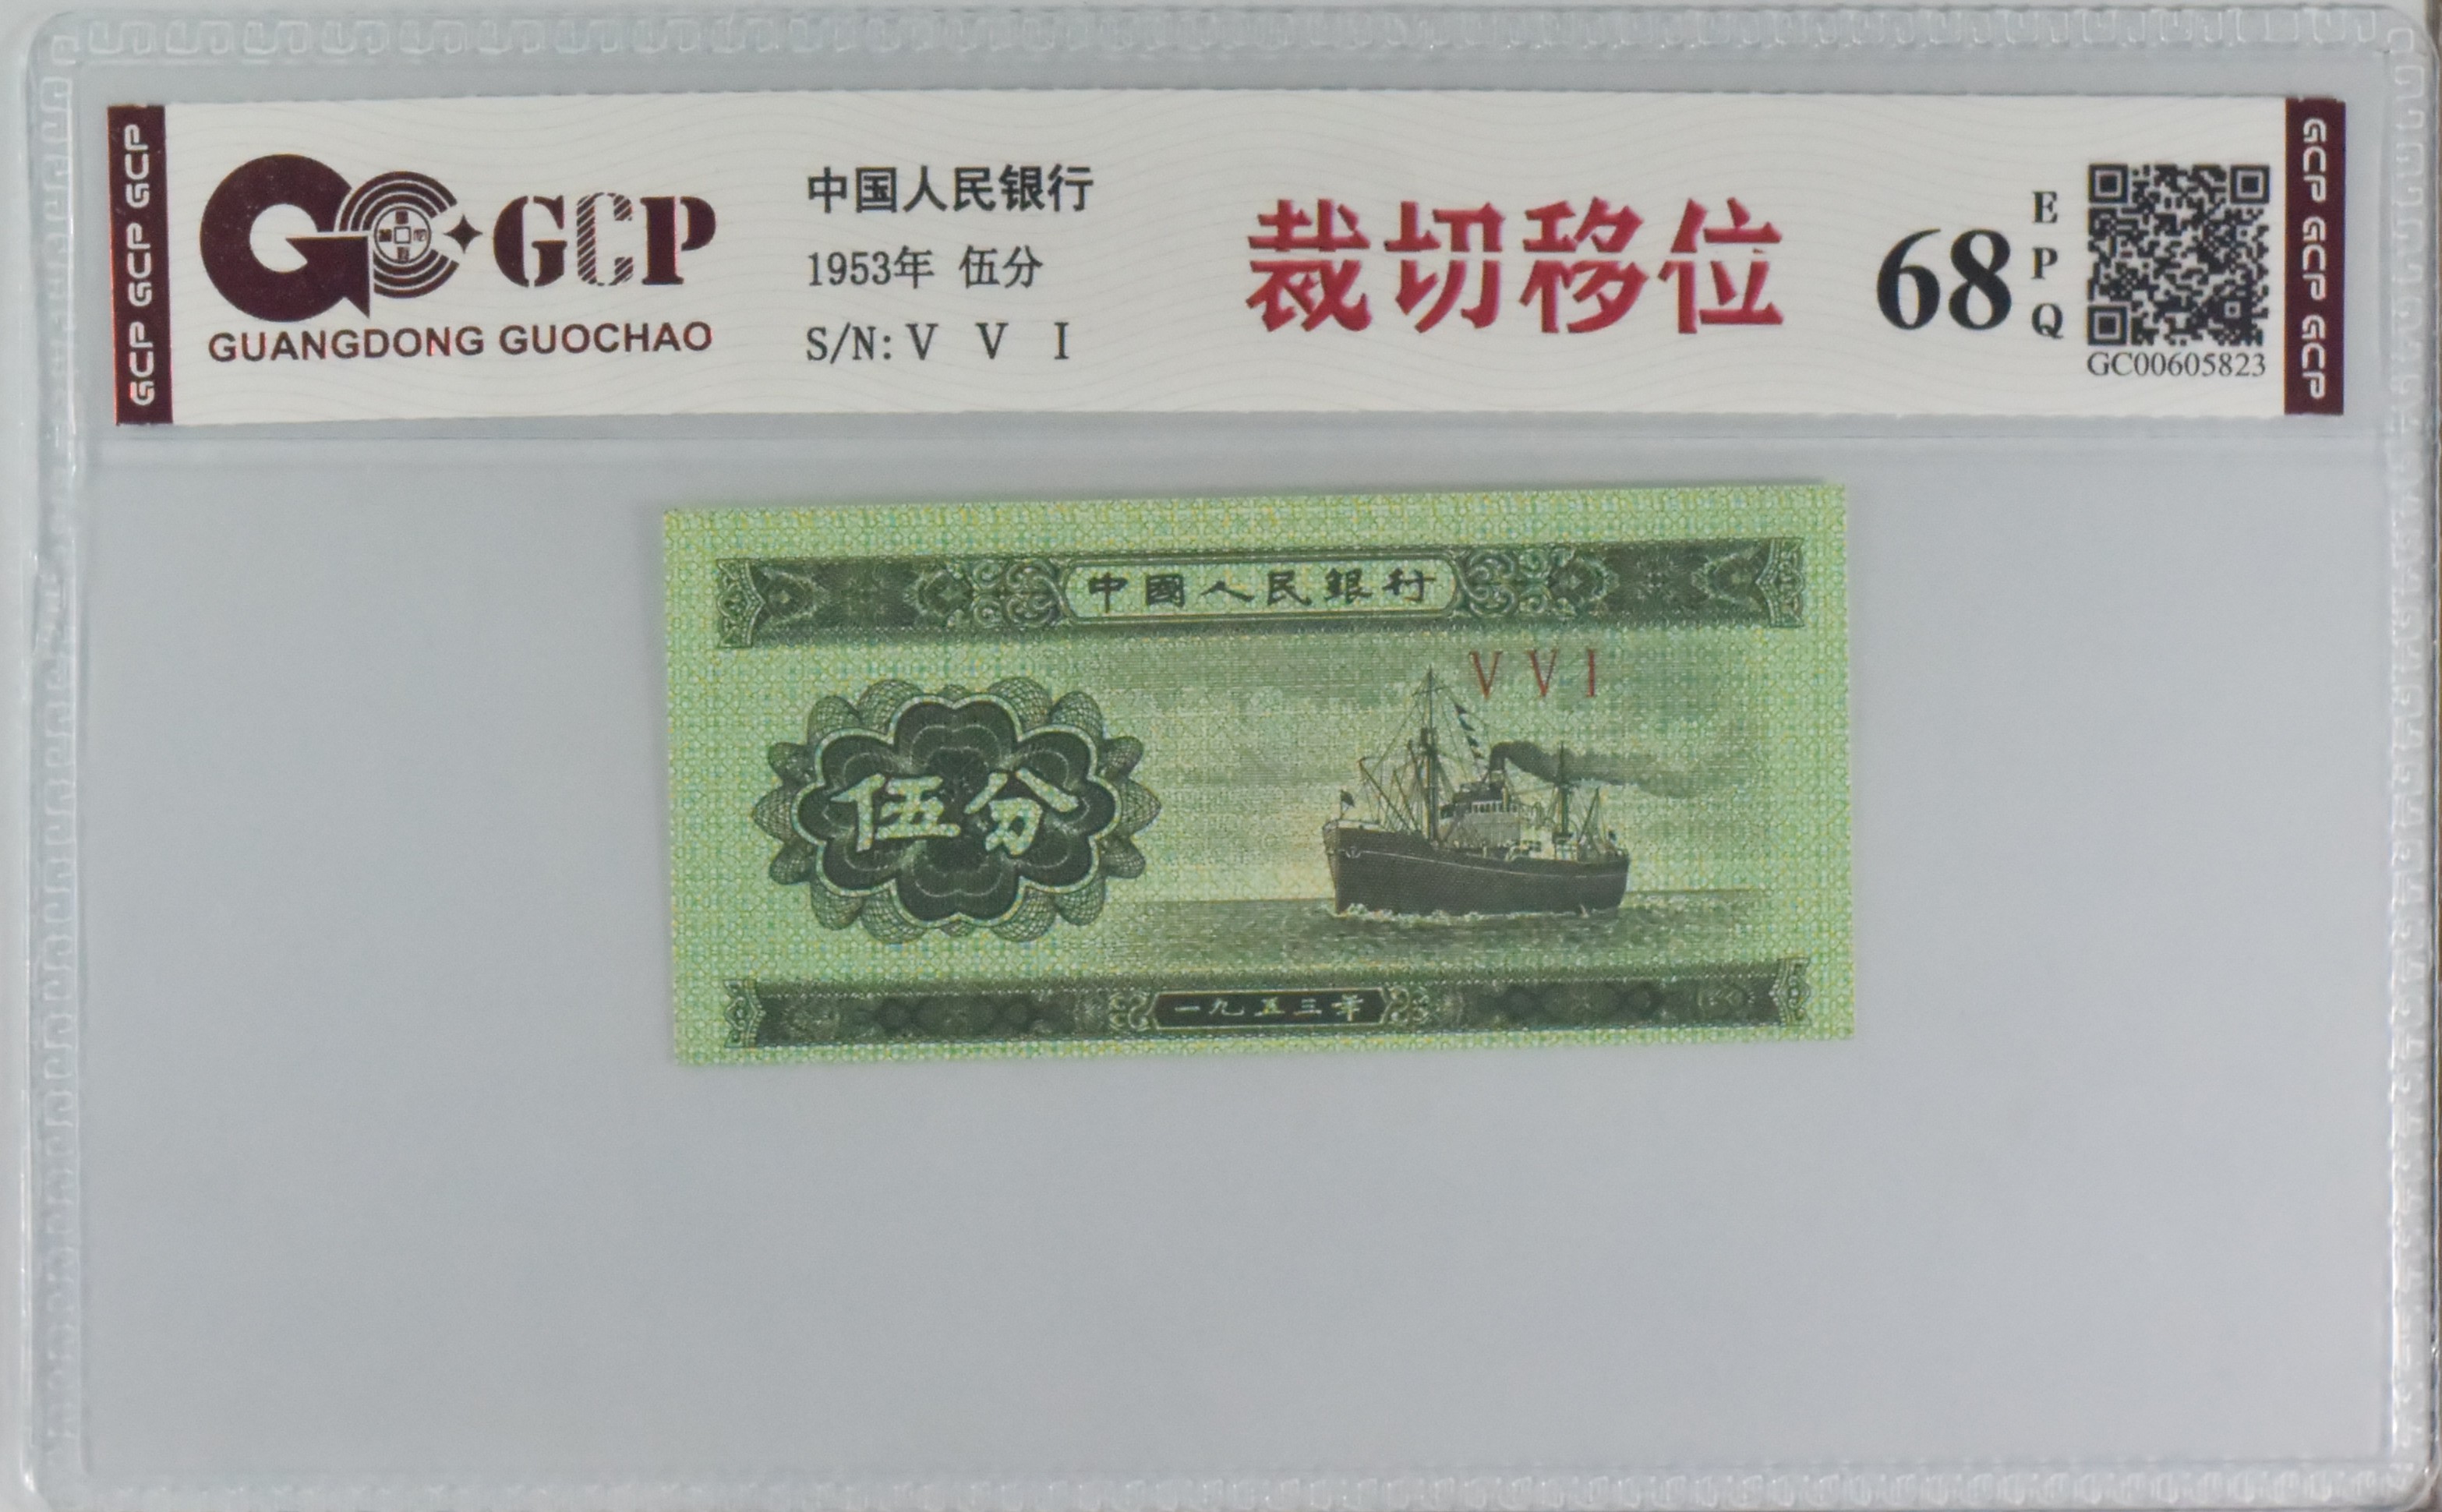 GCP GCP GCP
GCP
GUANGDONG GUOCHAO
中国人民银行
1953年 伍分
S/N: V V I
裁切移位
68
E
P
Q
GC00605823
GCP GCP GCP
中國人民銀行
V V I
伍分
一九五三年